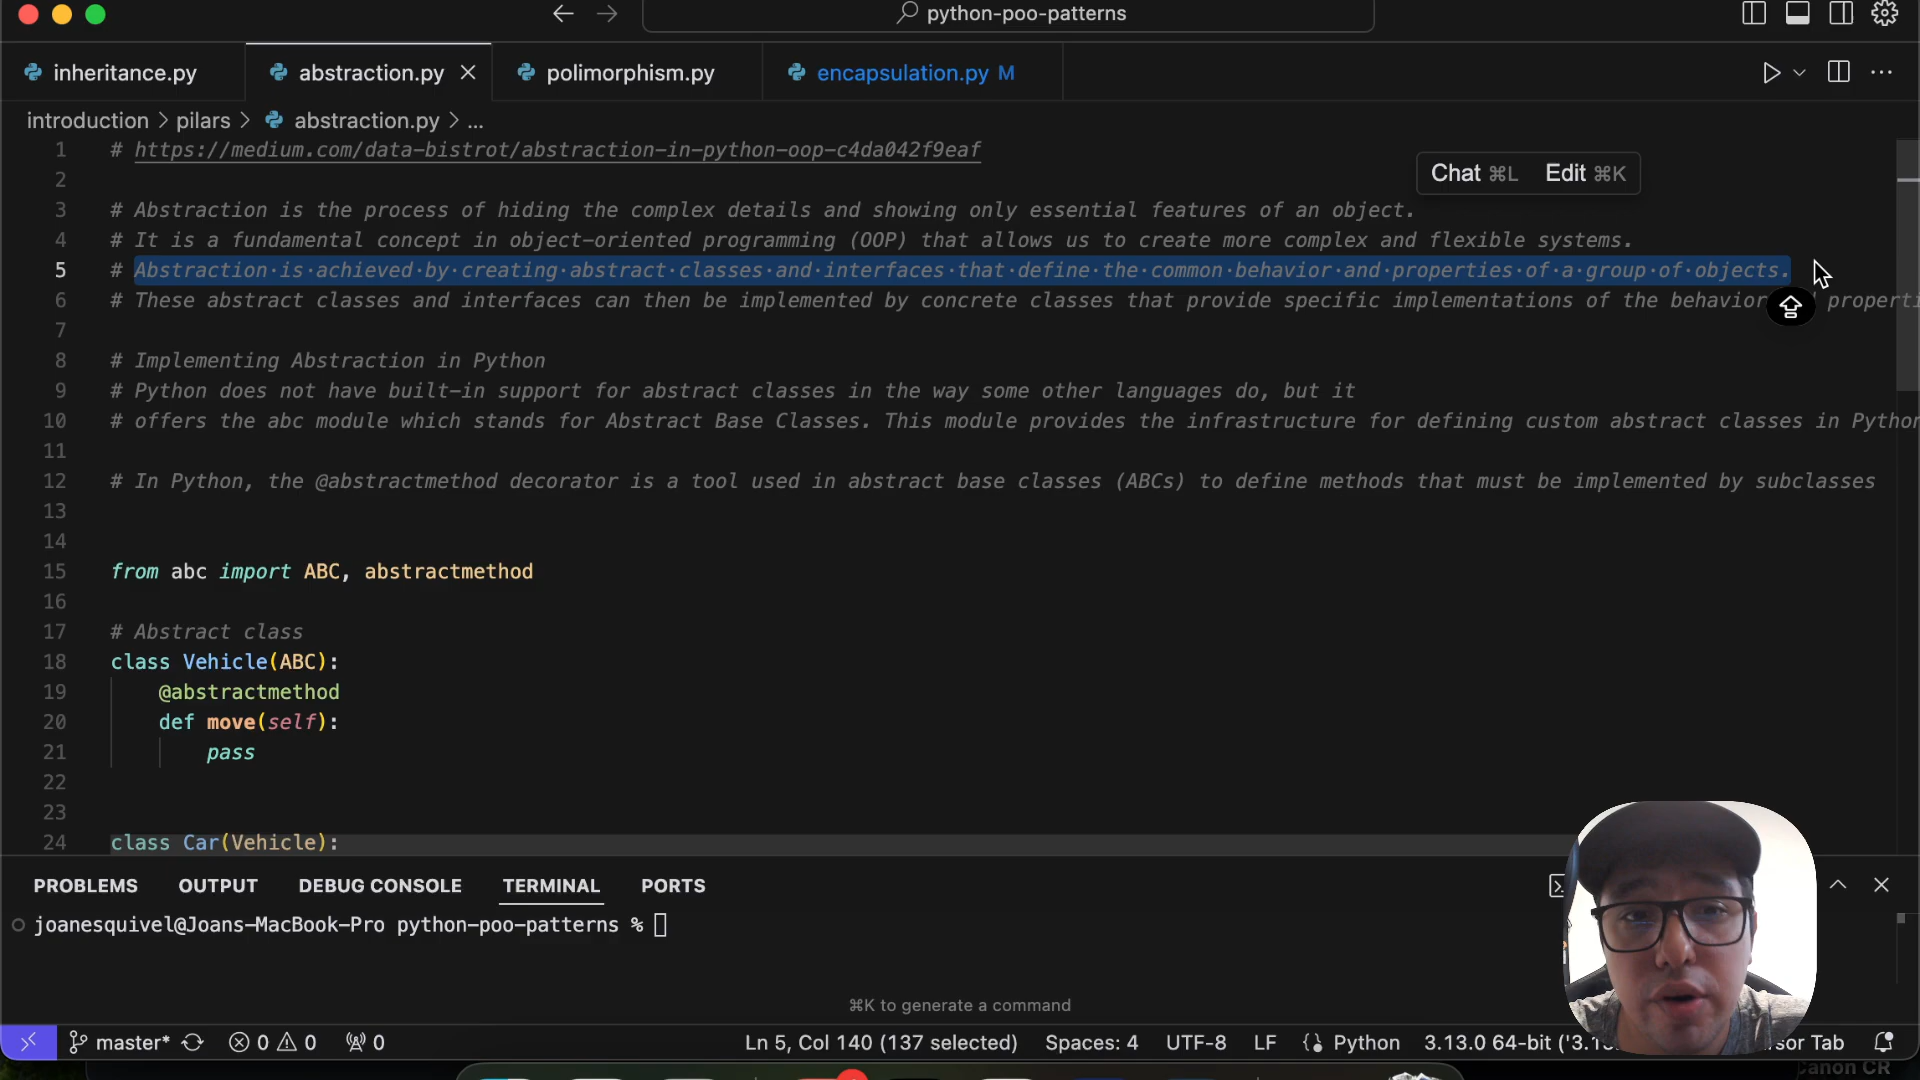 python-poo-patterns
inheritance.py
abstraction.py
polimorphism.py
encapsulation.py M
introduction > pilars > abstraction.py > ...
1 # https://medium.com/data-bistrot/abstraction-in-python-oop-c4da042f9eaf
Chat ⌘L Edit ⌘K
2
3 # Abstraction is the process of hiding the complex details and showing only essential features of an object.
4 # It is a fundamental concept in object-oriented programming (OOP) that allows us to create more complex and flexible systems.
5 # Abstraction·is·achieved·by·creating·abstract·classes·and·interfaces·that·define·the·common·behavior·and·properties·of·a·group·of·objects.
6 # These abstract classes and interfaces can then be implemented by concrete classes that provide specific implementations of the behavior
7
8 # Implementing Abstraction in Python
9 # Python does not have built-in support for abstract classes in the way some other languages do, but it
10 # offers the abc module which stands for Abstract Base Classes. This module provides the infrastructure for defining custom abstract classes in Python
11
12 # In Python, the @abstractmethod decorator is a tool used in abstract base classes (ABCs) to define methods that must be implemented by subclasses
13
14
15 from abc import ABC, abstractmethod
16
17 # Abstract class
18 class Vehicle(ABC):
19 @abstractmethod
20 def move(self):
21 pass
22
23
24 class Car(Vehicle):
PROBLEMS OUTPUT DEBUG CONSOLE TERMINAL PORTS
joanesquivel@Joans-MacBook-Pro python-poo-patterns %
⌘K to generate a command
master* 0 0 0 Ln 5, Col 140 (137 selected) Spaces: 4 UTF-8 LF Python 3.13.0 64-bit Tab